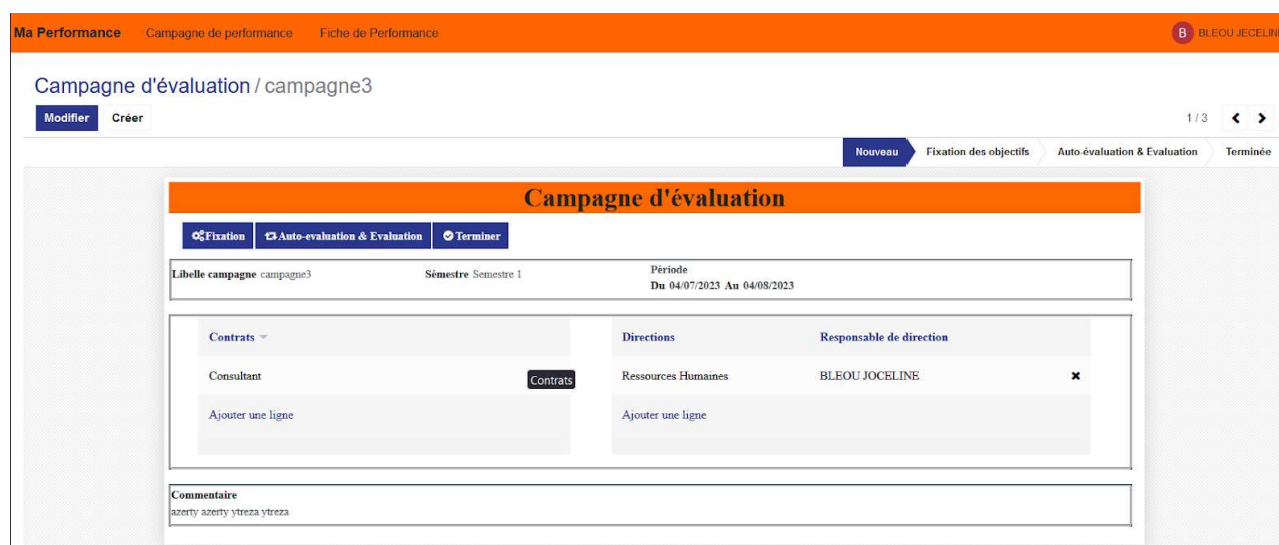 Ma Performance Campagne de performance Fiche de Performance B BLEOU JECELIN
Campagne d'évaluation / campagne3
Modifier Créer 1 / 3
Nouveau Fixation des objectifs Auto-évaluation & Evaluation Terminée
Campagne d'évaluation
Fixation Auto-evaluation & Evaluation Terminer
Libelle campagne campagne3 Sémestre Semestre 1 Période
Du 04/07/2023 Au 04/08/2023
Contrats Directions Responsable de direction
Consultant Contrats Ressources Humaines BLEOU JOCELINE
Ajouter une ligne Ajouter une ligne
Commentaire
azerty azerty ytreza ytreza